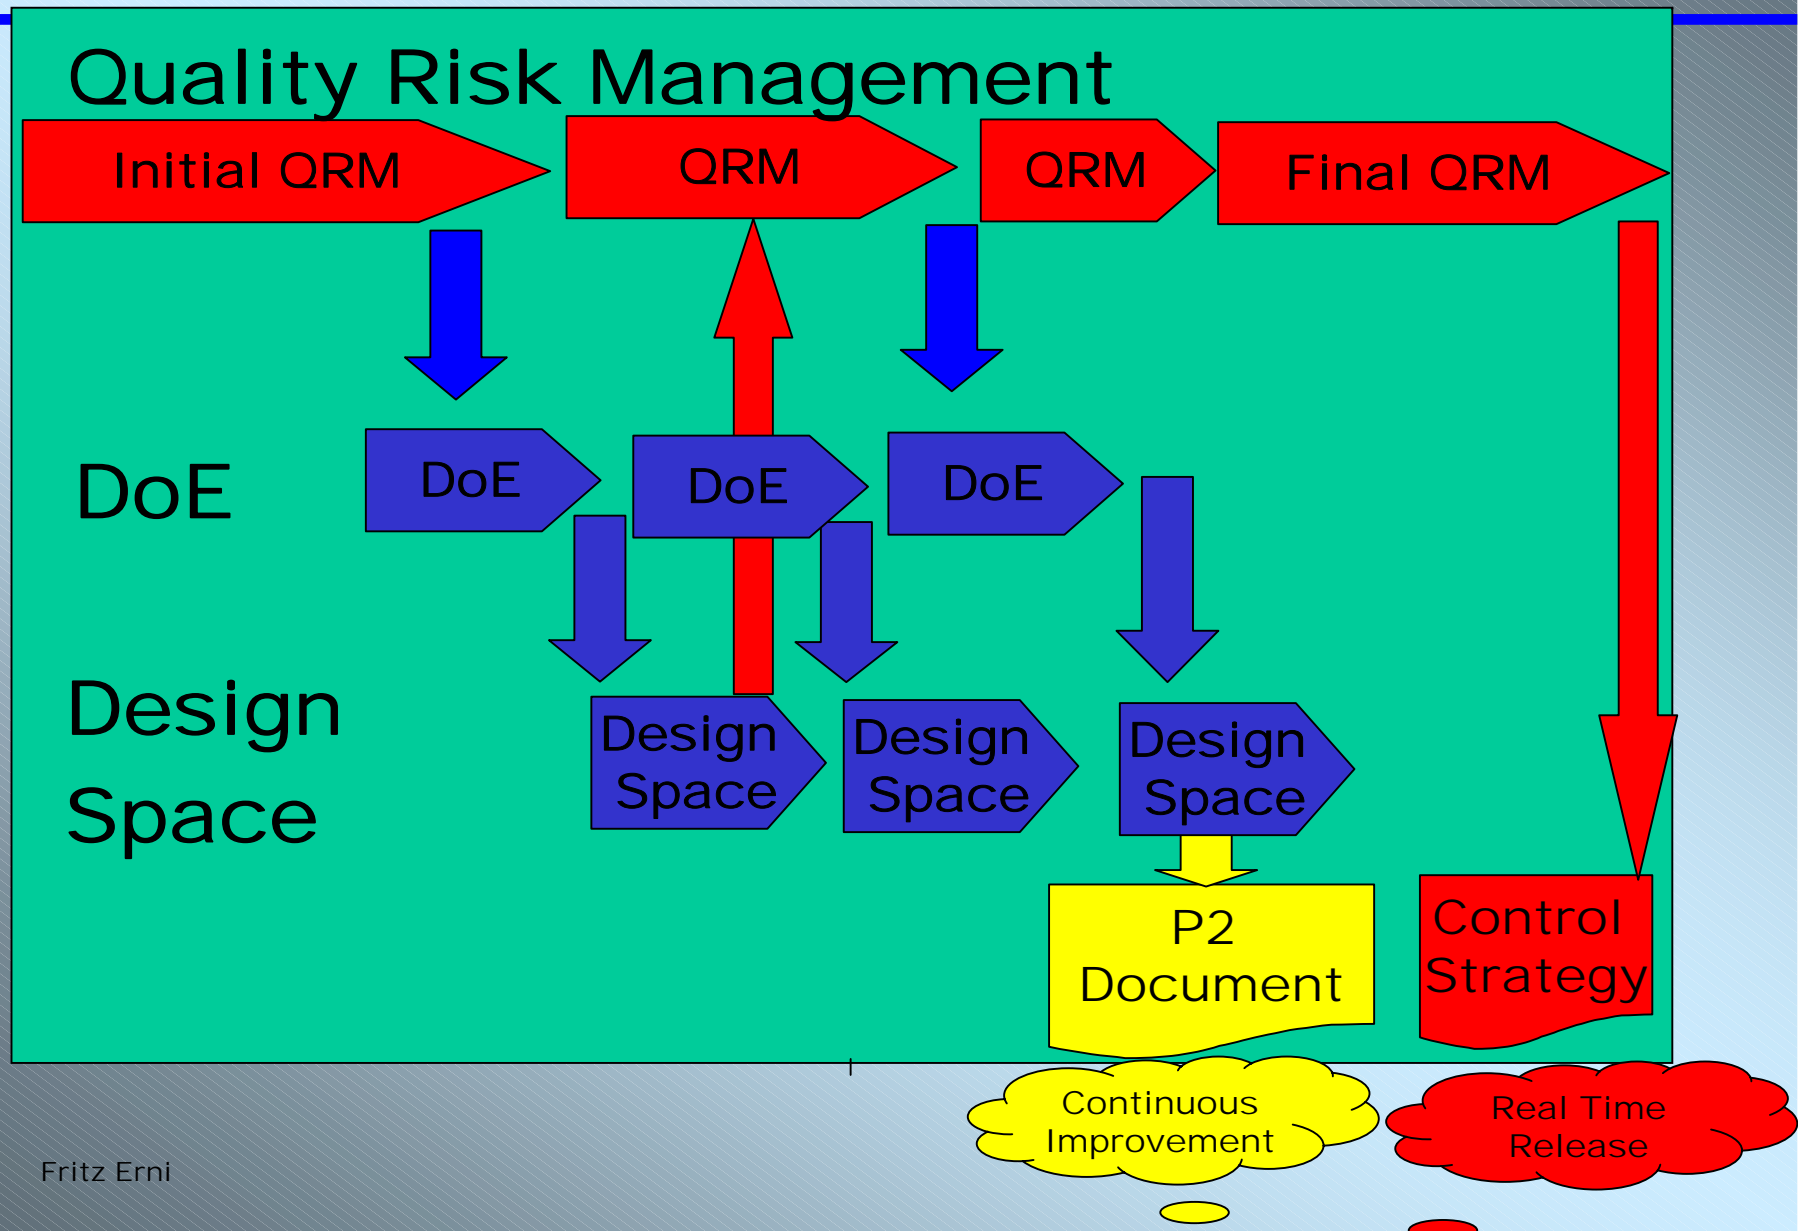 Quality Risk Management
Initial QRM
QRM
QRM
Final QRM
DoE
DoE
DoE
DoE
Design
Space
Design
Space
Design
Space
Design
Space
P2
Document
Control
Strategy
Continuous
Improvement
Real Time
Release
Fritz Erni